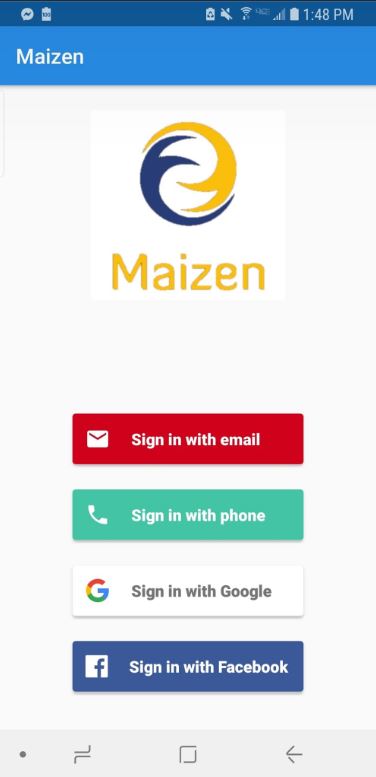 1:48 PM
Maizen
Maizen
Sign in with email
Sign in with phone
Sign in with Google
Sign in with Facebook